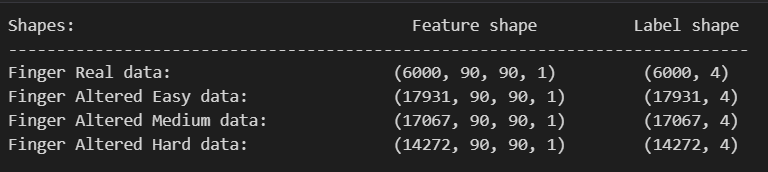 Shapes: Feature shape Label shape
------------------------------------------------------------------------------
Finger Real data: (6000, 90, 90, 1) (6000, 4)
Finger Altered Easy data: (17931, 90, 90, 1) (17931, 4)
Finger Altered Medium data: (17067, 90, 90, 1) (17067, 4)
Finger Altered Hard data: (14272, 90, 90, 1) (14272, 4)